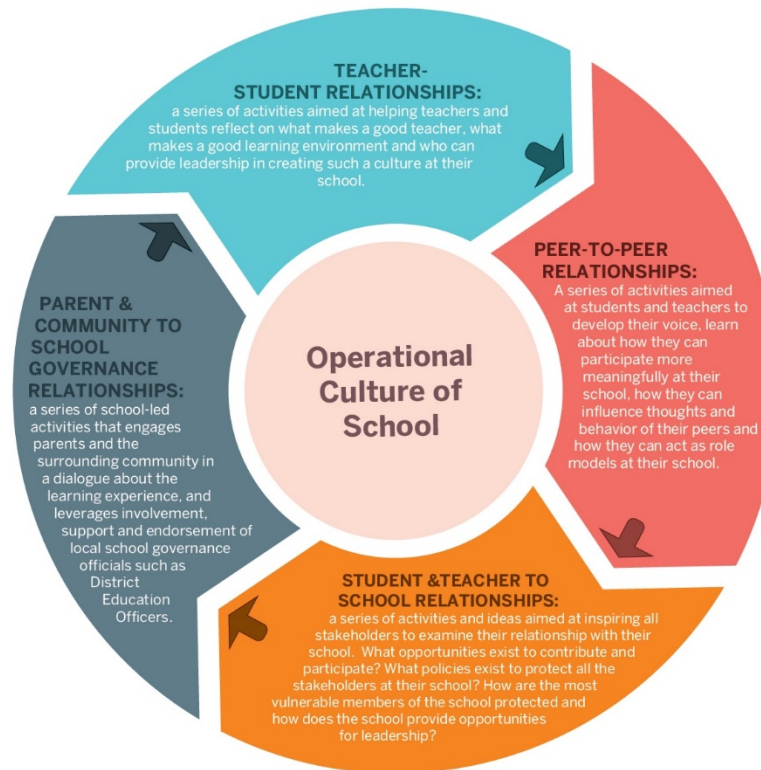 TEACHER-
STUDENT RELATIONSHIPS:
a series of activities aimed at helping teachers and
students reflect on what makes a good teacher, what
makes a good learning environment and who can
provide leadership in creating such a culture at their
school.
PEER-TO-PEER
RELATIONSHIPS:
A series of activities aimed
at students and teachers to
develop their voice, learn
about how they can
participate more
meaningfully at their
school, how they can
influence thoughts and
behavior of their peers and
how they can act as role
models at their school.
STUDENT &TEACHER TO
SCHOOL RELATIONSHIPS:
a series of activities and ideas aimed at inspiring all
stakeholders to examine their relationship with their
school. What opportunities exist to contribute and
participate? What policies exist to protect all the
stakeholders at their school? How are the most
vulnerable members of the school protected and
how does the school provide opportunities
for leadership?
PARENT &
COMMUNITY TO
SCHOOL
GOVERNANCE
RELATIONSHIPS:
a series of school-led
activities that engages
parents and the
surrounding community in
a dialogue about the
learning experience, and
leverages involvement,
support and endorsement of
local school governance
officials such as
District
Education
Officers.
Operational
Culture of
School